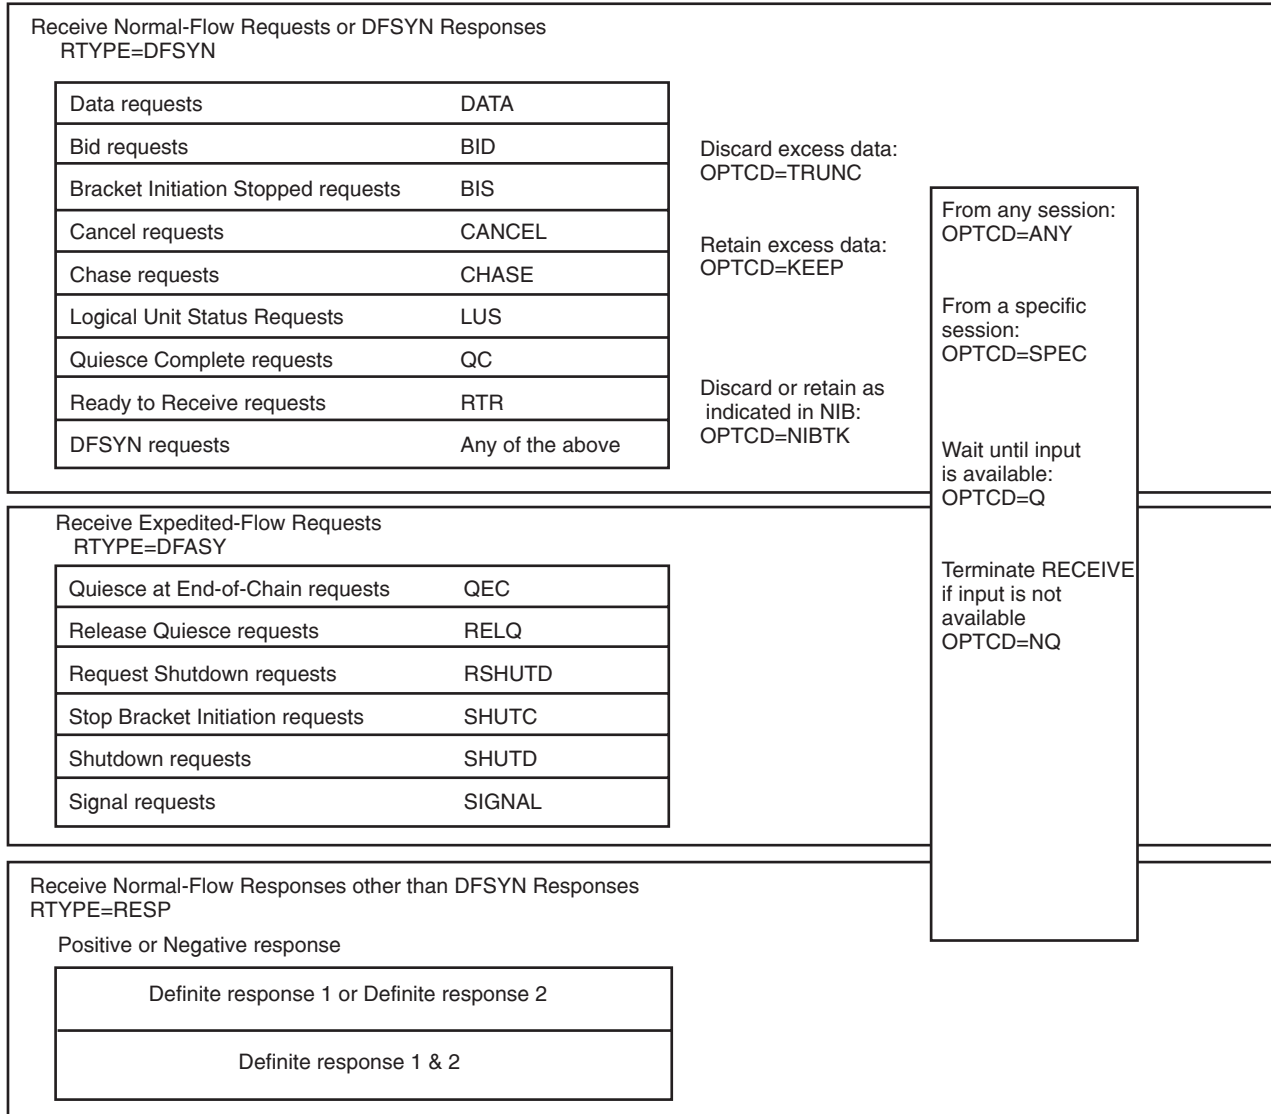 Receive Normal-Flow Requests or DFSYN Responses
RTYPE=DFSYN
Data requests DATA
Bid requests BID
Bracket Initiation Stopped requests BIS
Cancel requests CANCEL
Chase requests CHASE
Logical Unit Status Requests LUS
Quiesce Complete requests QC
Ready to Receive requests RTR
DFSYN requests Any of the above
Discard excess data:
OPTCD=TRUNC
Retain excess data:
OPTCD=KEEP
Discard or retain as
indicated in NIB:
OPTCD=NIBTK
From any session:
OPTCD=ANY
From a specific
session:
OPTCD=SPEC
Wait until input
is available:
OPTCD=Q
Terminate RECEIVE
if input is not
available
OPTCD=NQ
Receive Expedited-Flow Requests
RTYPE=DFASY
Quiesce at End-of-Chain requests QEC
Release Quiesce requests RELQ
Request Shutdown requests RSHUTD
Stop Bracket Initiation requests SHUTC
Shutdown requests SHUTD
Signal requests SIGNAL
Receive Normal-Flow Responses other than DFSYN Responses
RTYPE=RESP
Positive or Negative response
Definite response 1 or Definite response 2
Definite response 1 & 2